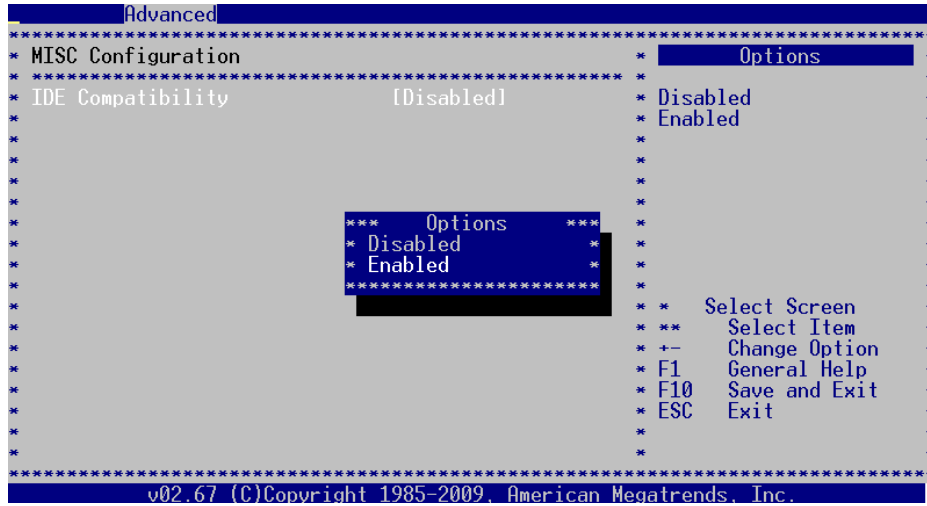 Advanced
MISC Configuration
IDE Compatibility [Disabled]
Options
Disabled
Enabled
*** Options ***
* Disabled *
* Enabled *
* Select Screen
** Select Item
+- Change Option
F1 General Help
F10 Save and Exit
ESC Exit
v02.67 (C)Copyright 1985-2009, American Megatrends, Inc.